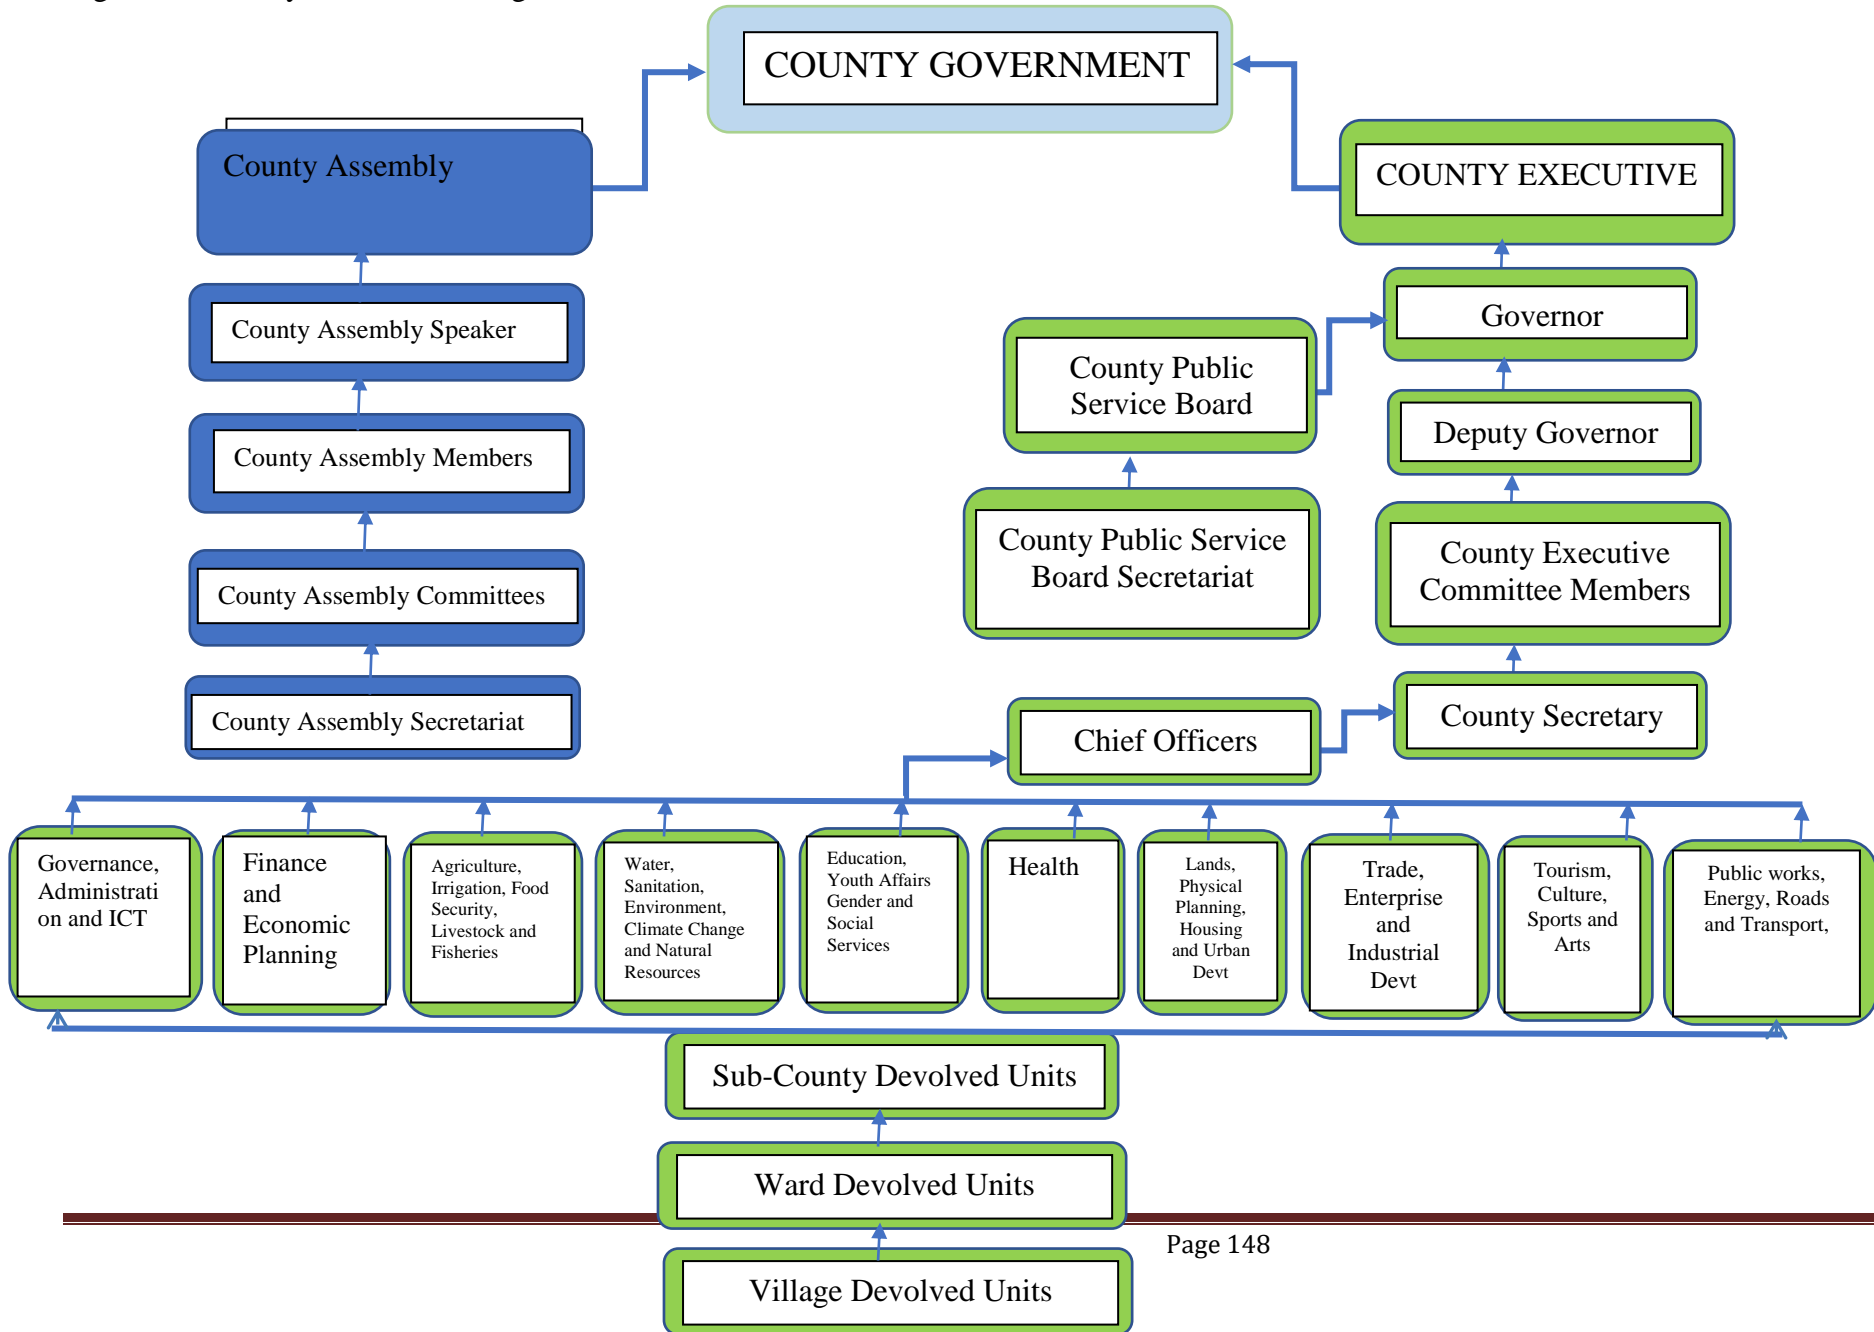 COUNTY GOVERNMENT
County Assembly
COUNTY EXECUTIVE
County Assembly Speaker
Governor
County Public
Service Board
Deputy Governor
County Assembly Members
County Public Service
Board Secretariat
County Executive
Committee Members
County Assembly Committees
County Assembly Secretariat
Chief Officers
County Secretary
Governance,
Administrati
on and ICT
Finance
and
Economic
Planning
Agriculture,
Irrigation, Food
Security,
Livestock and
Fisheries
Water,
Sanitation,
Environment,
Climate Change
and Natural
Resources
Education,
Youth Affairs
Gender and
Social
Services
Health
Lands,
Physical
Planning,
Housing
and Urban
Devt
Trade,
Enterprise
and
Industrial
Devt
Tourism,
Culture,
Sports and
Arts
Public works,
Energy, Roads
and Transport,
Sub-County Devolved Units
Ward Devolved Units
Page 148
Village Devolved Units